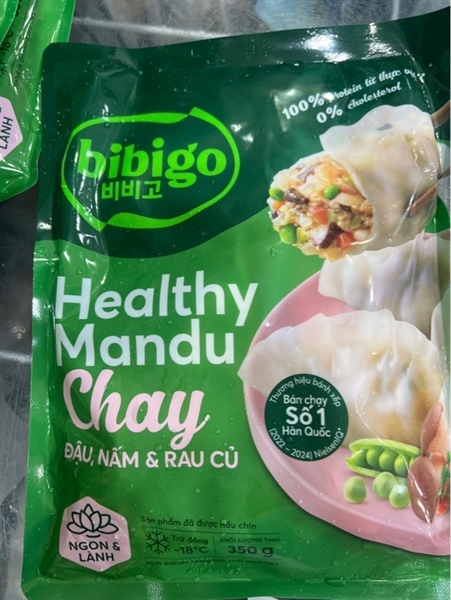 100% Protein từ thực vật
0% cholesterol
bibigo
비비고
Healthy
Mandu
Chay
ĐẬU, NẤM & RAU CỦ
Thương hiệu bánh xếp
Bán chạy
Số 1
Hàn Quốc
(2022 - 2024) NielsenIQ*
NGON &
LÀNH
Sản phẩm đã được hấp chín
Trữ đông
-18°C
KHỐI LƯỢNG TỊNH
350 g
LÀNH